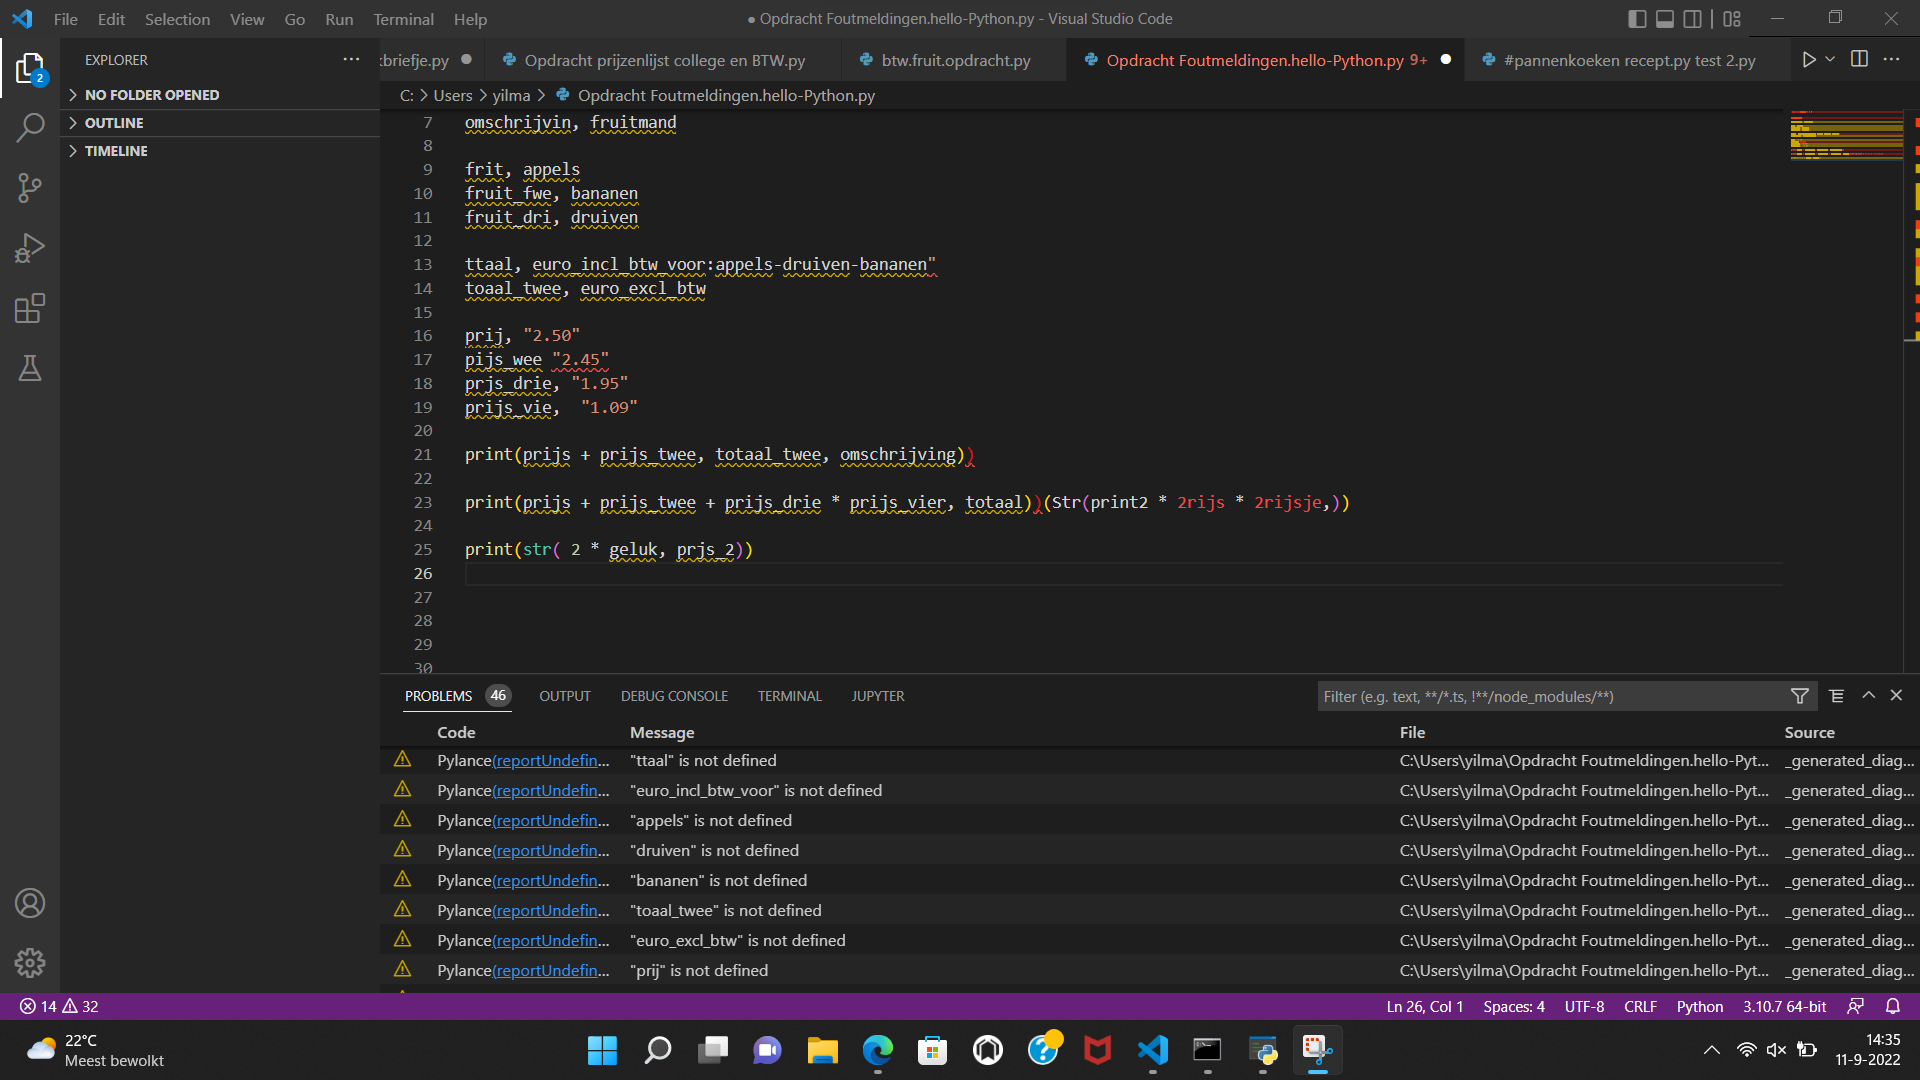 File Edit Selection View Go Run Terminal Help
● Opdracht Foutmeldingen.hello-Python.py - Visual Studio Code
EXPLORER
kbriefje.py
Opdracht prijzenlijst college en BTW.py
btw.fruit.opdracht.py
Opdracht Foutmeldingen.hello-Python.py 9+
#pannenkoeken recept.py test 2.py
2
NO FOLDER OPENED
OUTLINE
TIMELINE
C: > Users > yilma > Opdracht Foutmeldingen.hello-Python.py
7 omschrijvin, fruitmand
8
9 frit, appels
10 fruit_fwe, bananen
11 fruit_dri, druiven
12
13 ttaal, euro_incl_btw_voor:appels-druiven-bananen"
14 toaal_twee, euro_excl_btw
15
16 prij, "2.50"
17 pijs_wee "2.45"
18 prjs_drie, "1.95"
19 prijs_vie,  "1.09"
20
21 print(prijs + prijs_twee, totaal_twee, omschrijving))
22
23 print(prijs + prijs_twee + prijs_drie * prijs_vier, totaal))(Str(print2 * 2rijs * 2rijsje,))
24
25 print(str( 2 * geluk, prjs_2))
26
27
28
29
30
PROBLEMS 46 OUTPUT DEBUG CONSOLE TERMINAL JUPYTER
Filter (e.g. text, **/*.ts, !**/node_modules/**)
Code Message File Source
Pylance(reportUndefin... "ttaal" is not defined C:\Users\yilma\Opdracht Foutmeldingen.hello-Pyt... _generated_diag...
Pylance(reportUndefin... "euro_incl_btw_voor" is not defined C:\Users\yilma\Opdracht Foutmeldingen.hello-Pyt... _generated_diag...
Pylance(reportUndefin... "appels" is not defined C:\Users\yilma\Opdracht Foutmeldingen.hello-Pyt... _generated_diag...
Pylance(reportUndefin... "druiven" is not defined C:\Users\yilma\Opdracht Foutmeldingen.hello-Pyt... _generated_diag...
Pylance(reportUndefin... "bananen" is not defined C:\Users\yilma\Opdracht Foutmeldingen.hello-Pyt... _generated_diag...
Pylance(reportUndefin... "toaal_twee" is not defined C:\Users\yilma\Opdracht Foutmeldingen.hello-Pyt... _generated_diag...
Pylance(reportUndefin... "euro_excl_btw" is not defined C:\Users\yilma\Opdracht Foutmeldingen.hello-Pyt... _generated_diag...
Pylance(reportUndefin... "prij" is not defined C:\Users\yilma\Opdracht Foutmeldingen.hello-Pyt... _generated_diag...
14 32
Ln 26, Col 1 Spaces: 4 UTF-8 CRLF Python 3.10.7 64-bit
22°C
Meest bewolkt
14:35
11-9-2022